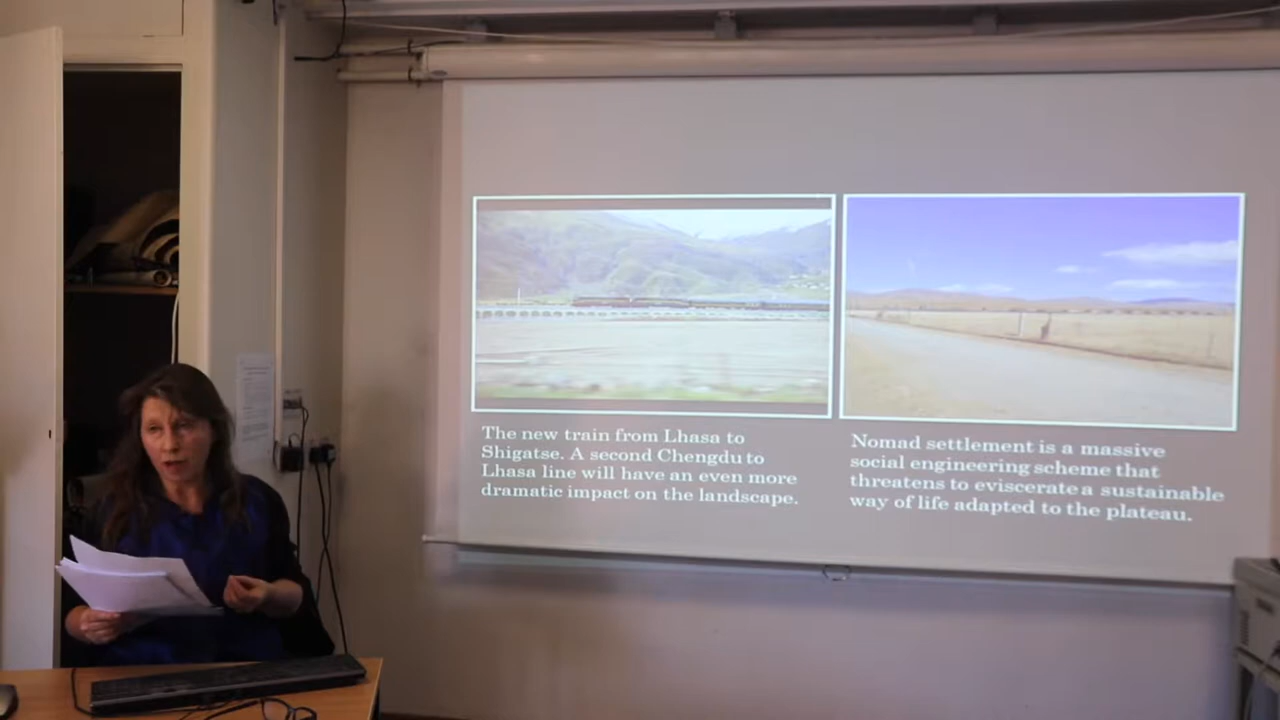 The new train from Lhasa to
Shigatse. A second Chengdu to
Lhasa line will have an even more
dramatic impact on the landscape.
Nomad settlement is a massive
social engineering scheme that
threatens to eviscerate a sustainable
way of life adapted to the plateau.